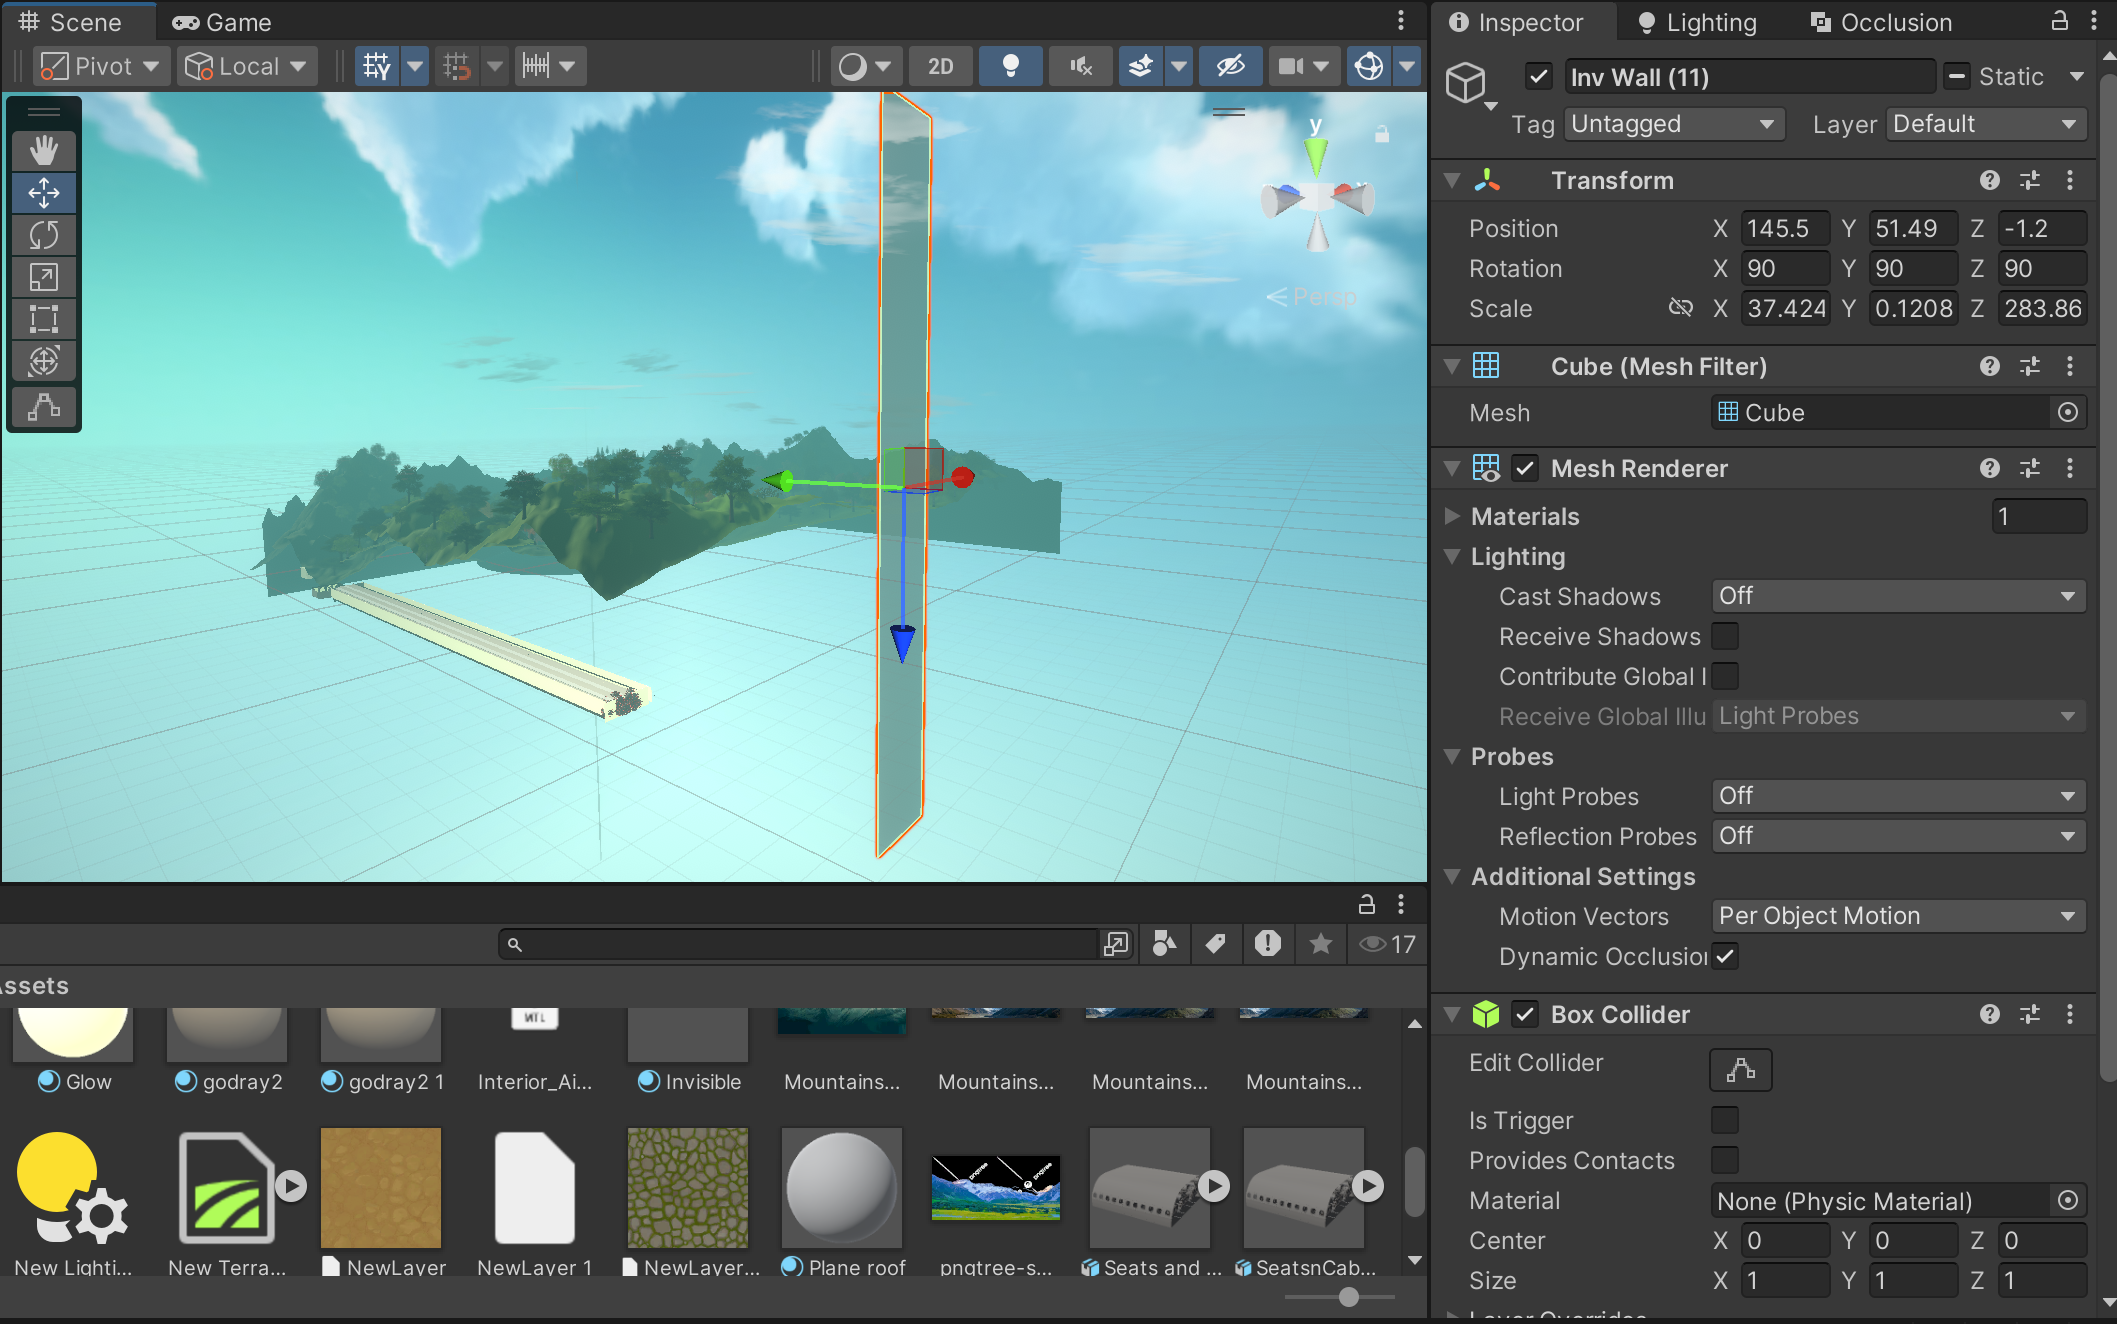 Scene
Game
Inspector
Lighting
Occlusion
Pivot
Local
2D
Inv Wall (11)
Static
Tag
Untagged
Layer
Default
y
Persp
Transform
Position X 145.5 Y 51.49 Z -1.2
Rotation X 90 Y 90 Z 90
Scale X 37.424 Y 0.1208 Z 283.86
Cube (Mesh Filter)
Mesh
Cube
Mesh Renderer
Materials
1
Lighting
Cast Shadows Off
Receive Shadows
Contribute Global I
Receive Global Illu Light Probes
Probes
Light Probes Off
Reflection Probes Off
Additional Settings
Motion Vectors Per Object Motion
Dynamic Occlusion
Box Collider
Edit Collider
Is Trigger
Provides Contacts
Material None (Physic Material)
Center X 0 Y 0 Z 0
Size X 1 Y 1 Z 1
Layer Overrides
17
Assets
MTL
Glow
godray2
godray2 1
Interior_Ai...
Invisible
Mountains...
Mountains...
Mountains...
Mountains...
pngtree
pngtree
New Lighti...
New Terra...
NewLayer
NewLayer 1
NewLayer...
Plane roof
pngtree-s...
Seats and ...
SeatsnCab...